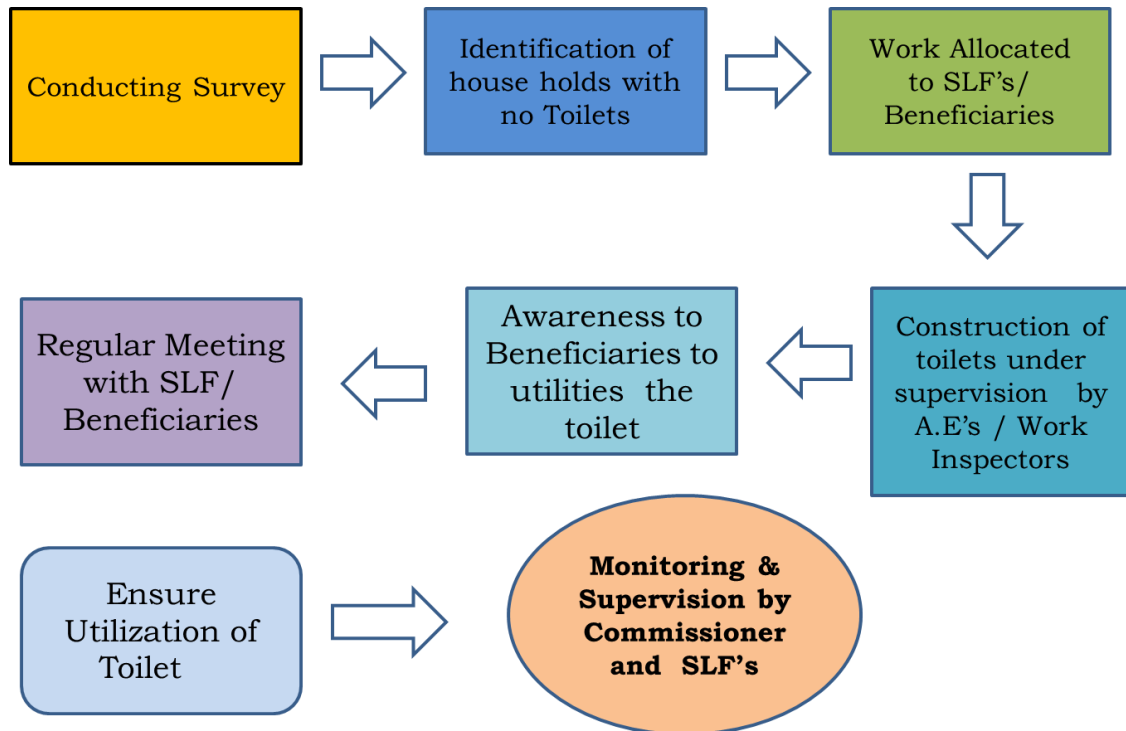 Conducting Survey
Identification of
house holds with
no Toilets
Work Allocated
to SLF’s/
Beneficiaries
Construction of
toilets under
supervision by
A.E’s / Work
Inspectors
Awareness to
Beneficiaries to
utilities the
toilet
Regular Meeting
with SLF/
Beneficiaries
Ensure
Utilization of
Toilet
Monitoring &
Supervision by
Commissioner
and SLF’s